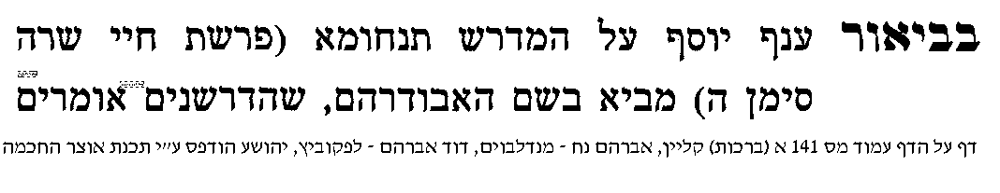 בביאור ענף יוסף על המדרש תנחומא (פרשת חיי שרה
סימן ה) מביא בשם האבודרהם, שהדרשנים אומרים
דף על הדף עמוד מס 141 א (ברכות) קליין, אברהם נח - מנדלבוים, דוד אברהם - לפקוביץ, יהושע הודפס ע״י תכנת אוצר החכמה